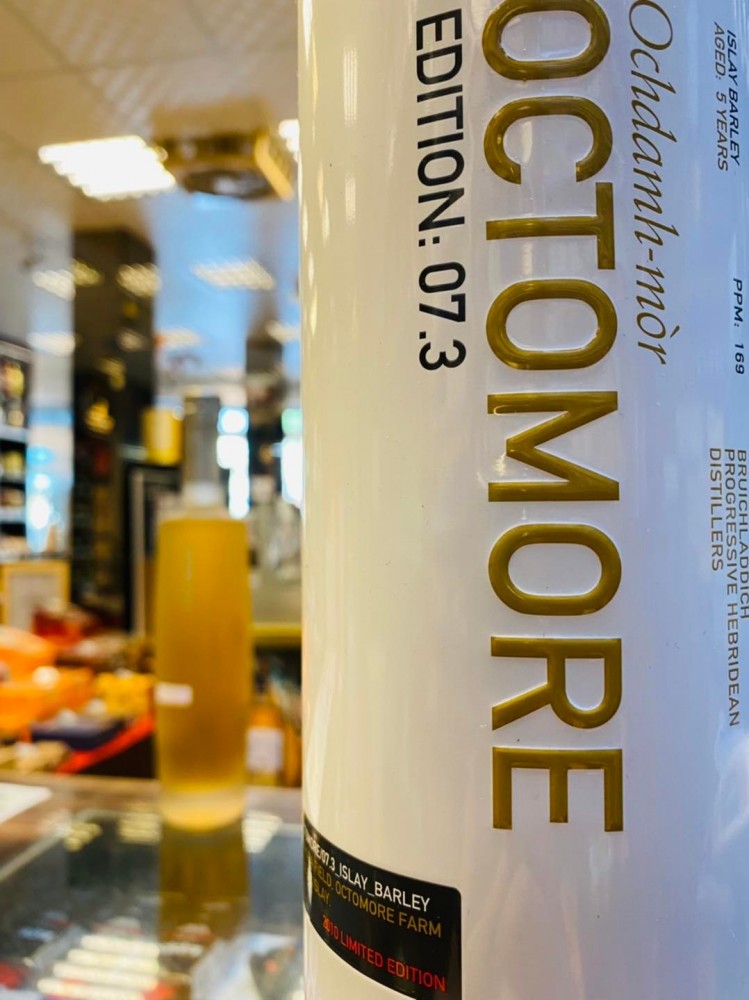 ISLAY BARLEY
AGED: 5 YEARS
PPM: 169
BRUICHLADDICH
PROGRESSIVE HEBRIDEAN
DISTILLERS
Ochdamh-mòr
OCTOMORE
EDITION: 07.3
07.3_ISLAY_BARLEY
OCTOMORE FARM
LIMITED EDITION